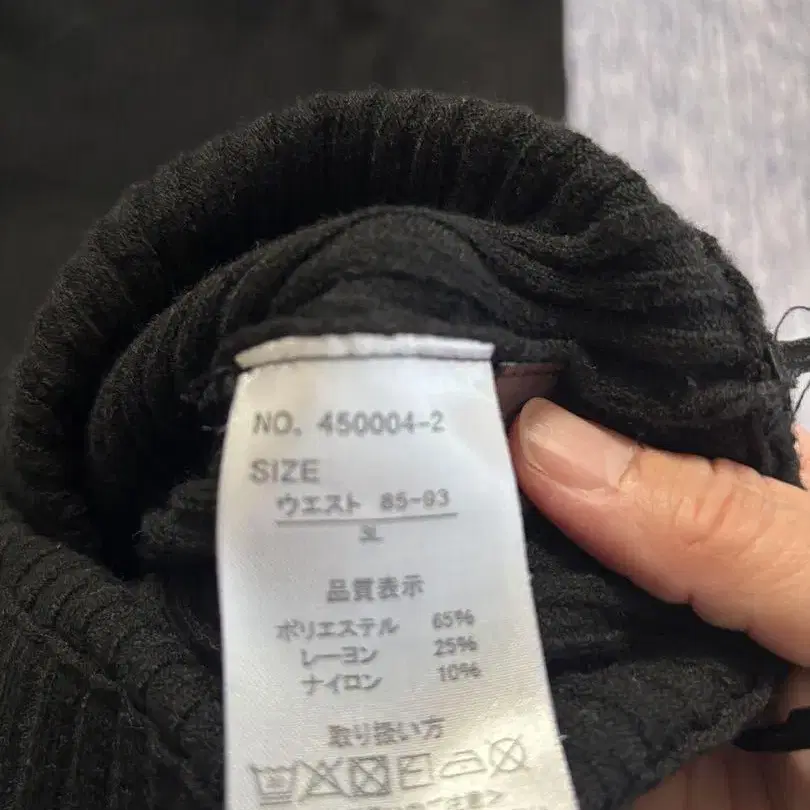 NO. 450004-2
SIZE
ウエスト 85-93
3L
品質表示
ポリエステル 65%
レーヨン 25%
ナイロン 10%
取り扱い方